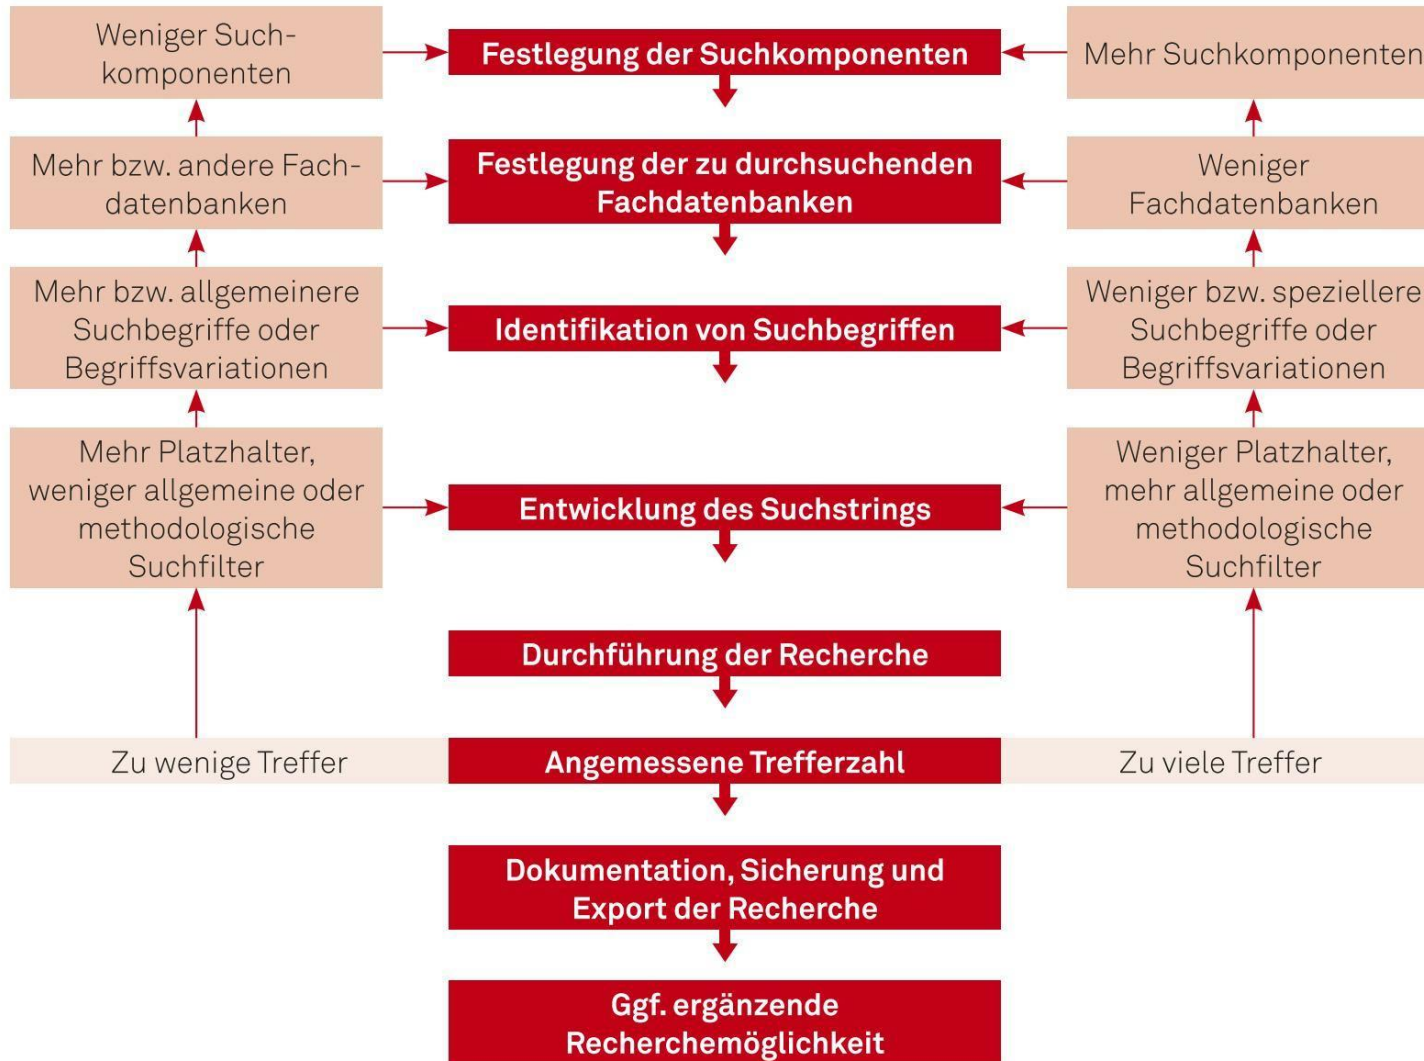 Weniger Such-
komponenten
Festlegung der Suchkomponenten
Mehr Suchkomponenten
Mehr bzw. andere Fach-
datenbanken
Festlegung der zu durchsuchenden
Fachdatenbanken
Weniger
Fachdatenbanken
Mehr bzw. allgemeinere
Suchbegriffe oder
Begriffsvariationen
Identifikation von Suchbegriffen
Weniger bzw. speziellere
Suchbegriffe oder
Begriffsvariationen
Mehr Platzhalter,
weniger allgemeine oder
methodologische
Suchfilter
Entwicklung des Suchstrings
Weniger Platzhalter,
mehr allgemeine oder
methodologische
Suchfilter
Durchführung der Recherche
Zu wenige Treffer
Angemessene Trefferzahl
Zu viele Treffer
Dokumentation, Sicherung und
Export der Recherche
Ggf. ergänzende
Recherchemöglichkeit